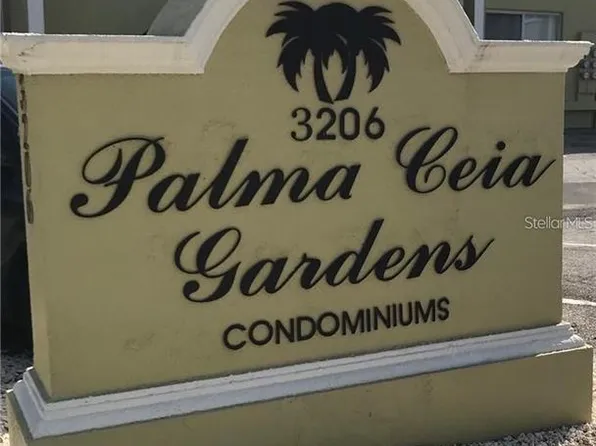 3206
Palma Ceia
Gardens
CONDOMINIUMS
StellarMLS